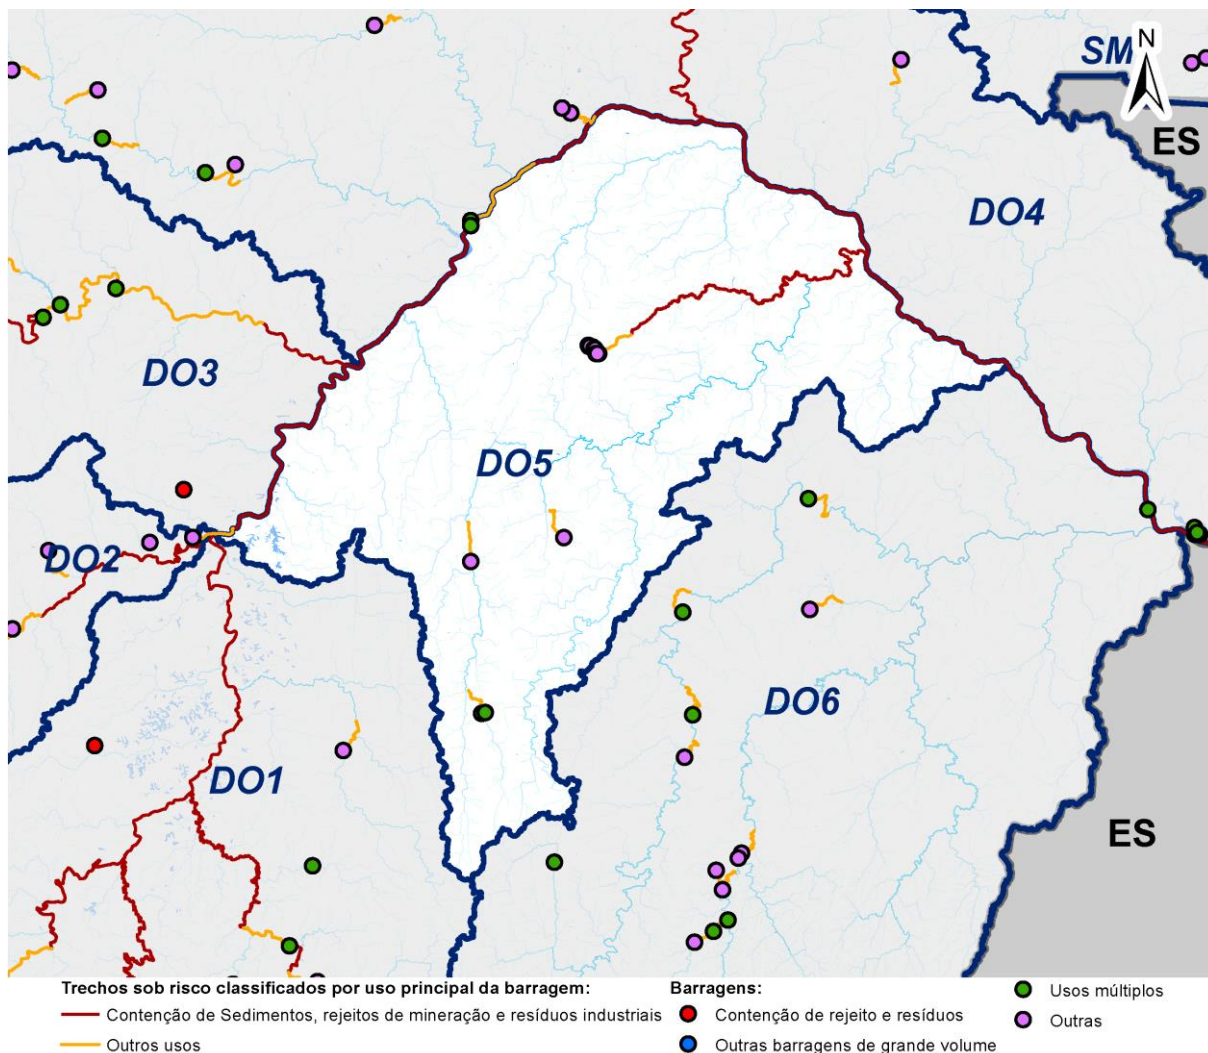 SM
N
ES
DO4
DO3
DO5
DO2
DO6
DO1
ES
Trechos sob risco classificados por uso principal da barragem:
Contenção de Sedimentos, rejeitos de mineração e resíduos industriais
Outros usos
Barragens:
Contenção de rejeito e resíduos
Outras barragens de grande volume
Usos múltiplos
Outras